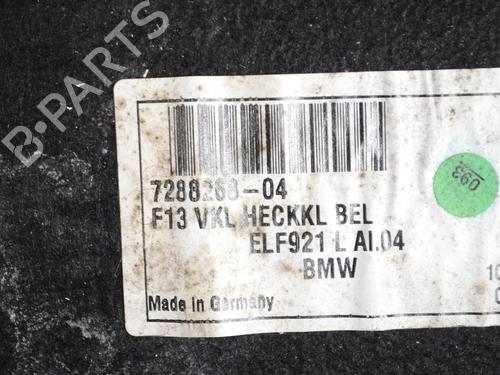 B-PARTS
7288268-04
F13 VKL HECKKL BEL
ELF921 L AI.04
BMW
Made in Germany
093